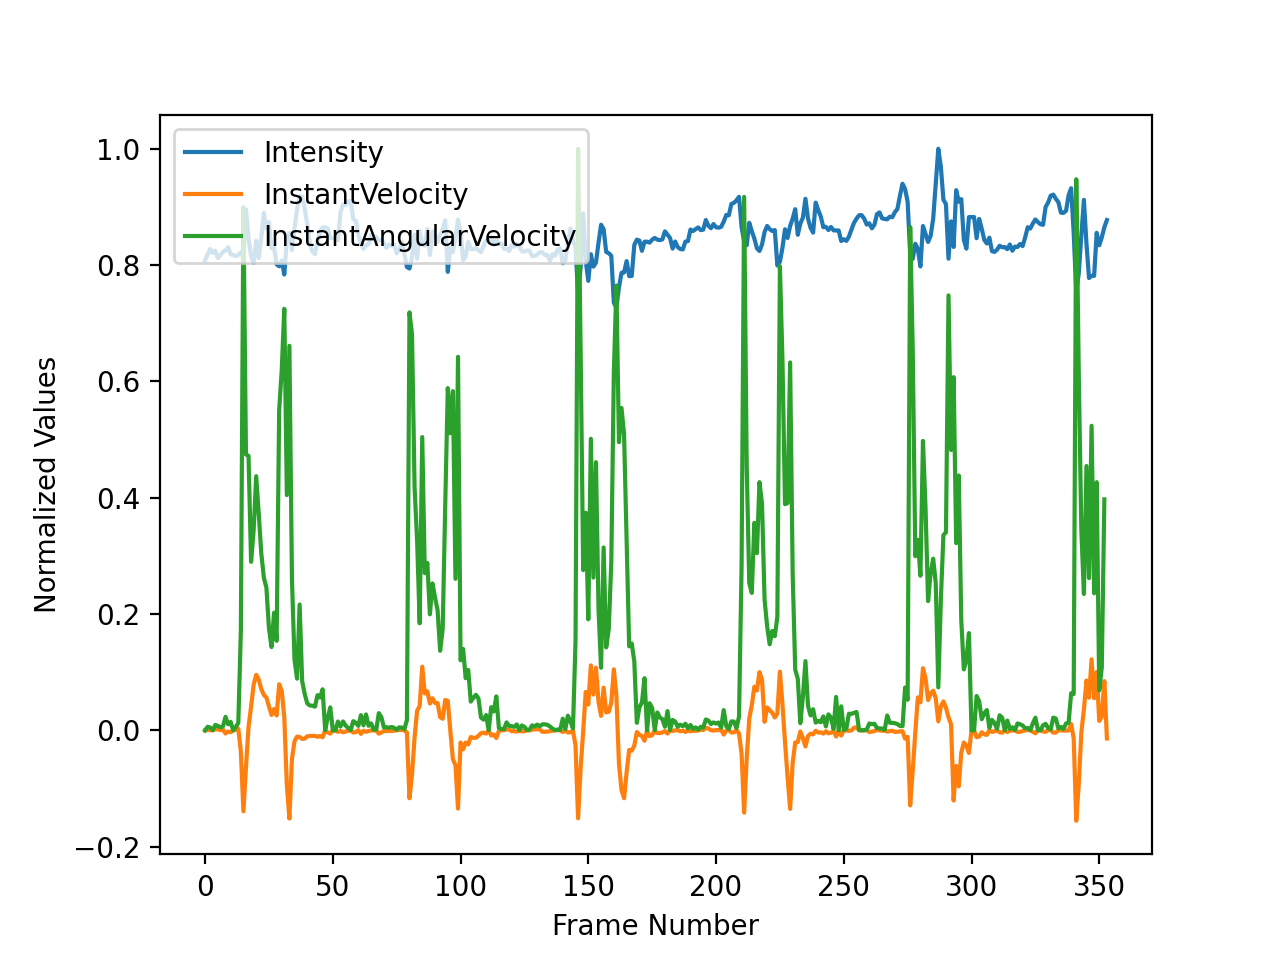 Intensity
InstantVelocity
InstantAngularVelocity
1.0
0.8
0.6
0.4
0.2
0.0
−0.2
Normalized Values
0 50 100 150 200 250 300 350
Frame Number